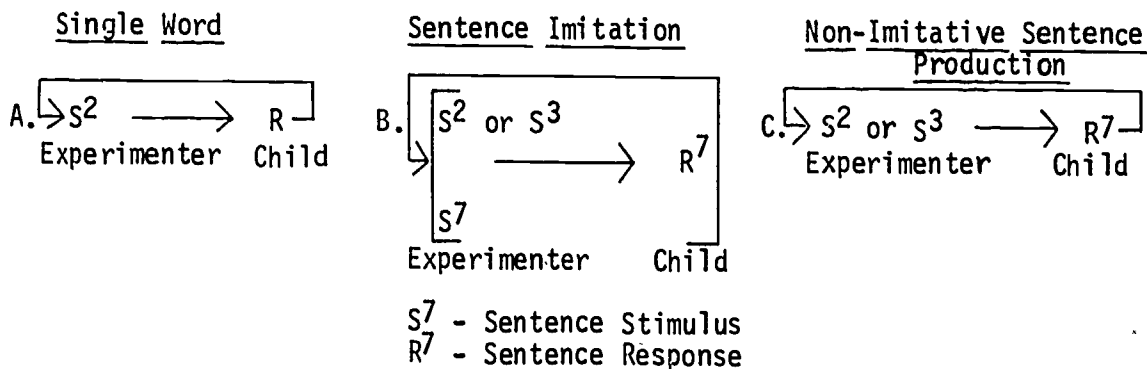 Single Word
Sentence Imitation
Non-Imitative Sentence
Production
A. S² R
Experimenter Child
B. S² or S³ R⁷
S⁷
Experimenter Child
C. S² or S³ R⁷
Experimenter Child
S⁷ - Sentence Stimulus
R⁷ - Sentence Response